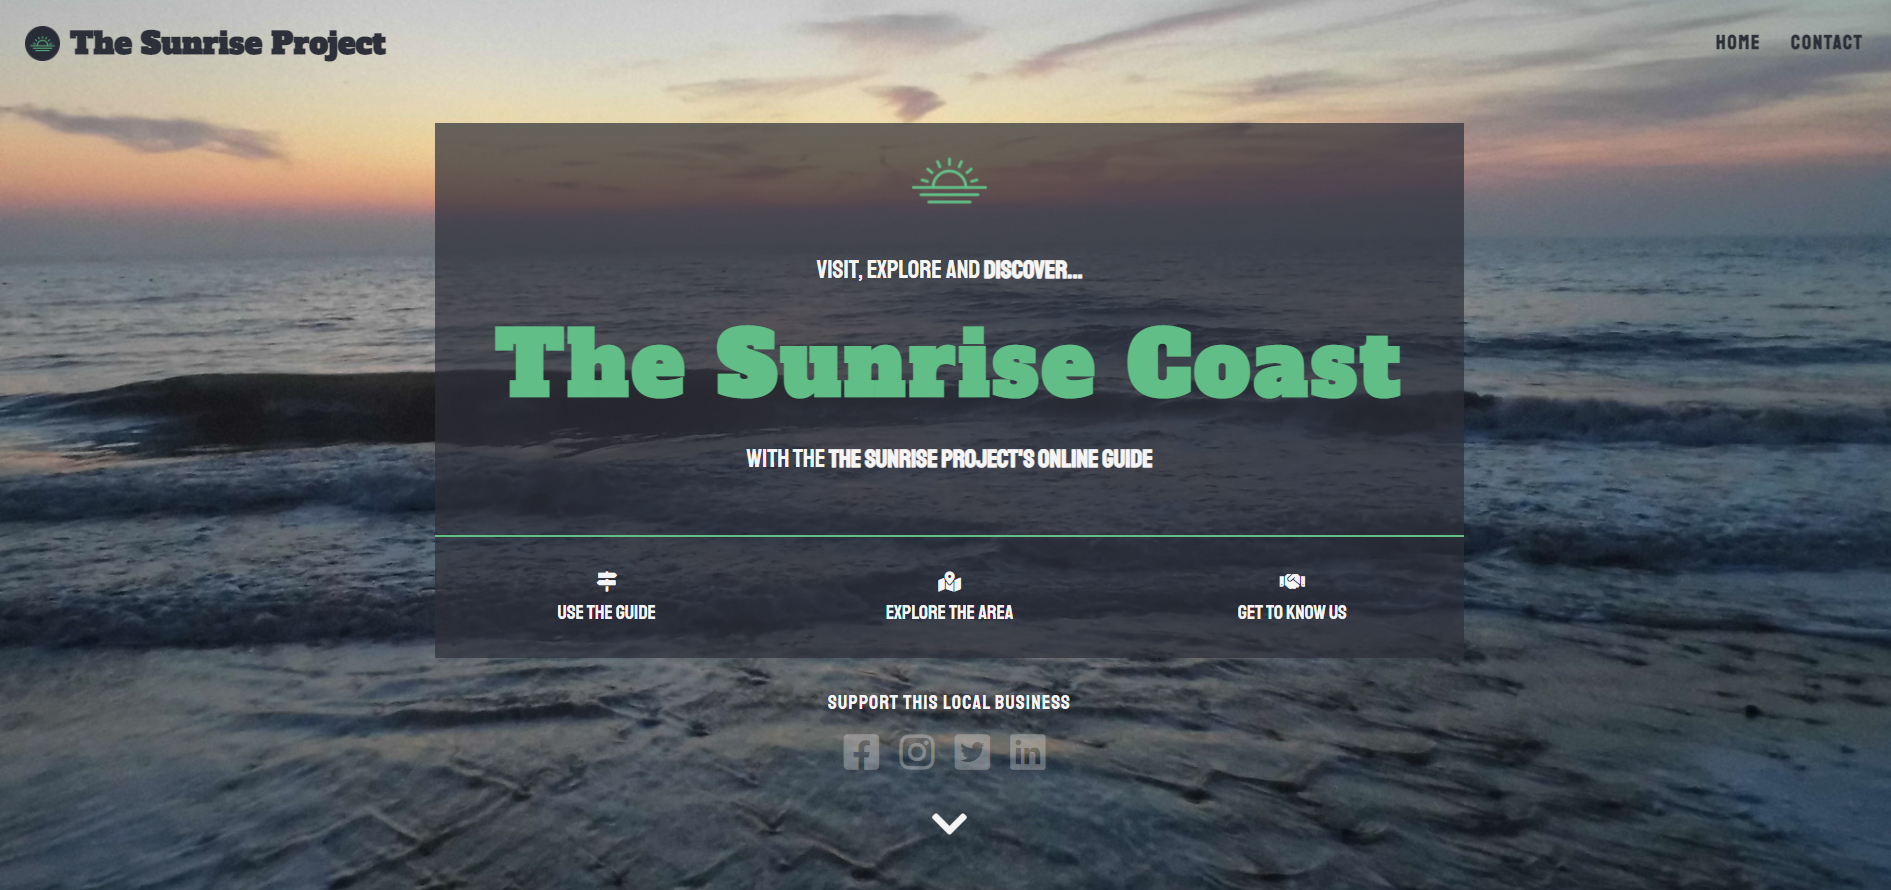 The Sunrise Project
HOME CONTACT
VISIT, EXPLORE AND DISCOVER...
The Sunrise Coast
WITH THE THE SUNRISE PROJECT'S ONLINE GUIDE
USE THE GUIDE EXPLORE THE AREA GET TO KNOW US
SUPPORT THIS LOCAL BUSINESS